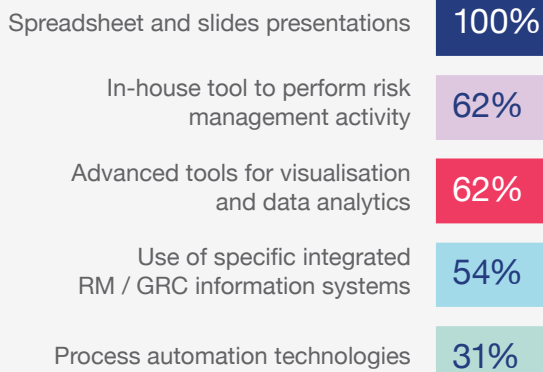 Spreadsheet and slides presentations 100%
In-house tool to perform risk
management activity 62%
Advanced tools for visualisation
and data analytics 62%
Use of specific integrated
RM / GRC information systems 54%
Process automation technologies 31%